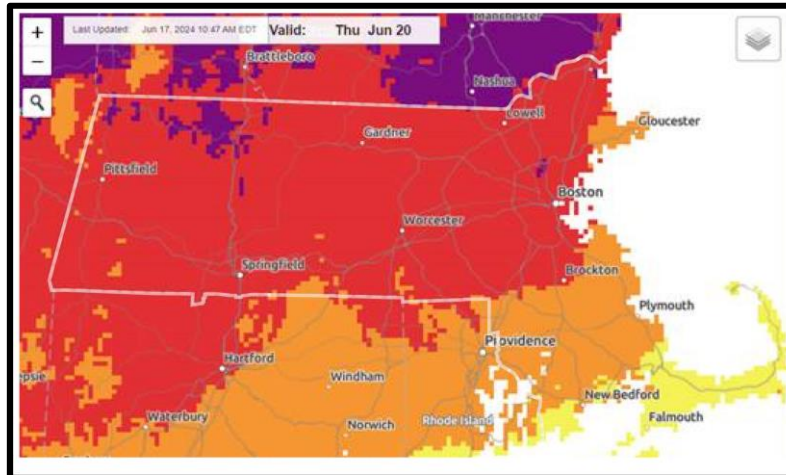 +
−
Last Updated: Jun 17, 2024 10:47 AM EDT
Valid: Thu Jun 20
Manchester
Brattleboro
Nashua
Lowell
Gloucester
Gardner
Pittsfield
Boston
Worcester
Springfield
Brockton
Plymouth
Providence
Hartford
epsie
Windham
New Bedford
Waterbury
Norwich
Rhode Island
Falmouth